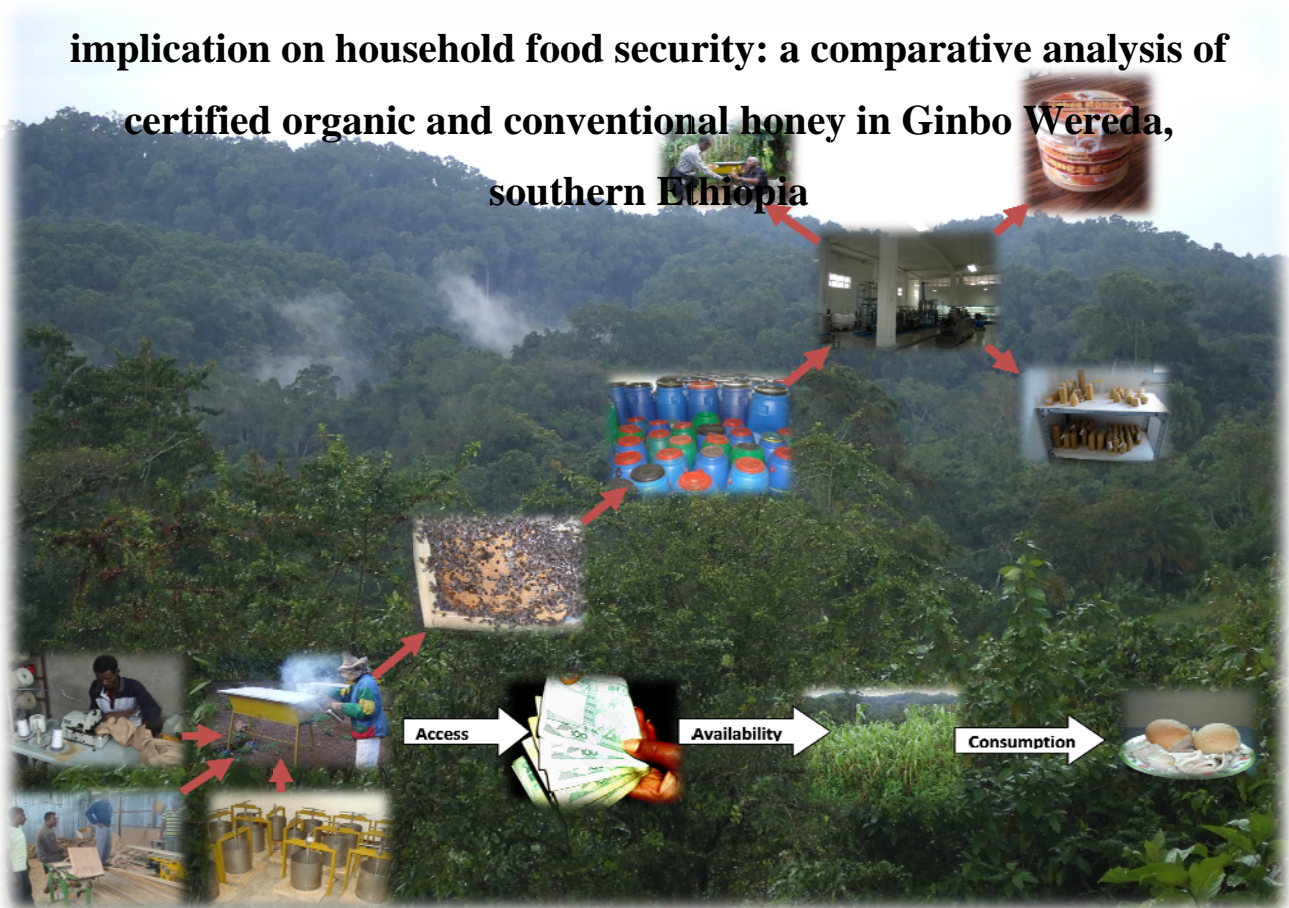 implication on household food security: a comparative analysis of
certified organic and conventional honey in Ginbo Wereda,
southern Ethiopia
Access
Availability
Consumption
100